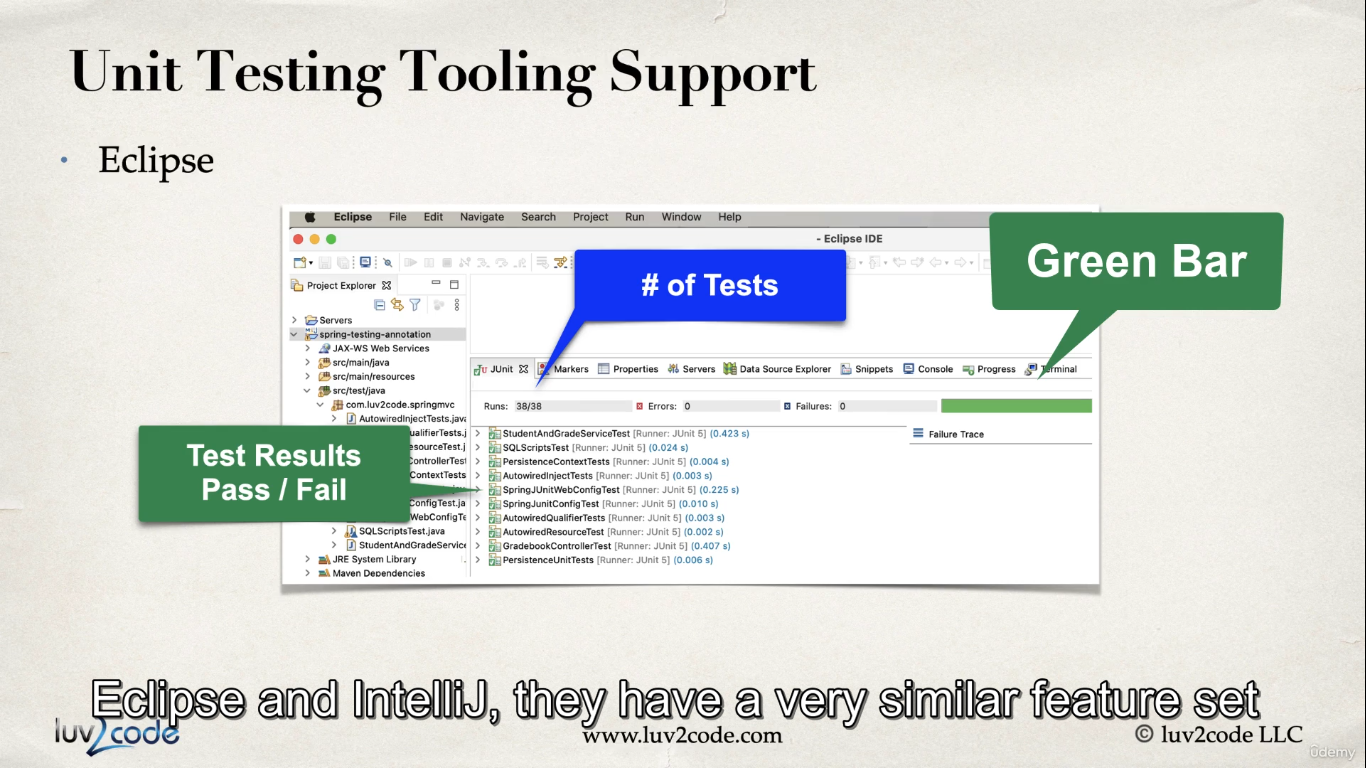 Unit Testing Tooling Support
• Eclipse
Eclipse File Edit Navigate Search Project Run Window Help
- Eclipse IDE
Green Bar
# of Tests
Project Explorer
Servers
spring-testing-annotation
JAX-WS Web Services
src/main/java
src/main/resources
src/test/java
com.luv2code.springmvc
AutowiredInjectTests.java
ualifierTests.j
esourceTest.j
ontrollerTest
ContextTests
onfigTest.ja
WebConfigTe
SQLScriptsTest.java
StudentAndGradeService
JRE System Library
Maven Dependencies
Test Results
Pass / Fail
JUnit Markers Properties Servers Data Source Explorer Snippets Console Progress Terminal
Runs: 38/38 Errors: 0 Failures: 0
StudentAndGradeServiceTest [Runner: JUnit 5] (0.423 s)
SQLScriptsTest [Runner: JUnit 5] (0.024 s)
PersistenceContextTests [Runner: JUnit 5] (0.004 s)
AutowiredInjectTests [Runner: JUnit 5] (0.003 s)
SpringJUnitWebConfigTest [Runner: JUnit 5] (0.225 s)
SpringJunitConfigTest [Runner: JUnit 5] (0.010 s)
AutowiredQualifierTests [Runner: JUnit 5] (0.003 s)
AutowiredResourceTest [Runner: JUnit 5] (0.002 s)
GradebookControllerTest [Runner: JUnit 5] (0.407 s)
PersistenceUnitTests [Runner: JUnit 5] (0.006 s)
Failure Trace
Eclipse and IntelliJ, they have a very similar feature set
luv2code
www.luv2code.com
© luv2code LLC
ûdemy